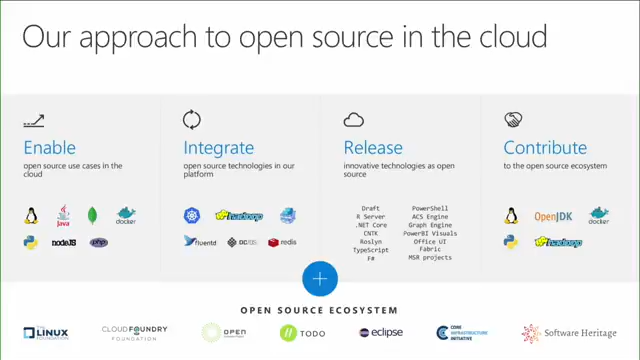 Our approach to open source in the cloud
Enable
open source use cases in the
cloud
Java
docker
python
nodeJS
php
Integrate
open source technologies in our
platform
hadoop
fluentd
DC/OS
redis
Release
innovative technologies as open
source
Draft
R Server
.NET Core
CNTK
Roslyn
TypeScript
F#
PowerShell
ACS Engine
Graph Engine
PowerBI Visuals
Office UI
Fabric
MSR projects
Contribute
to the open source ecosystem
OpenJDK
docker
hadoop
OPEN SOURCE ECOSYSTEM
THE
LINUX
FOUNDATION
CLOUD FOUNDRY
FOUNDATION
OPEN
TODO
eclipse
CORE
INFRASTRUCTURE
INITIATIVE
Software Heritage